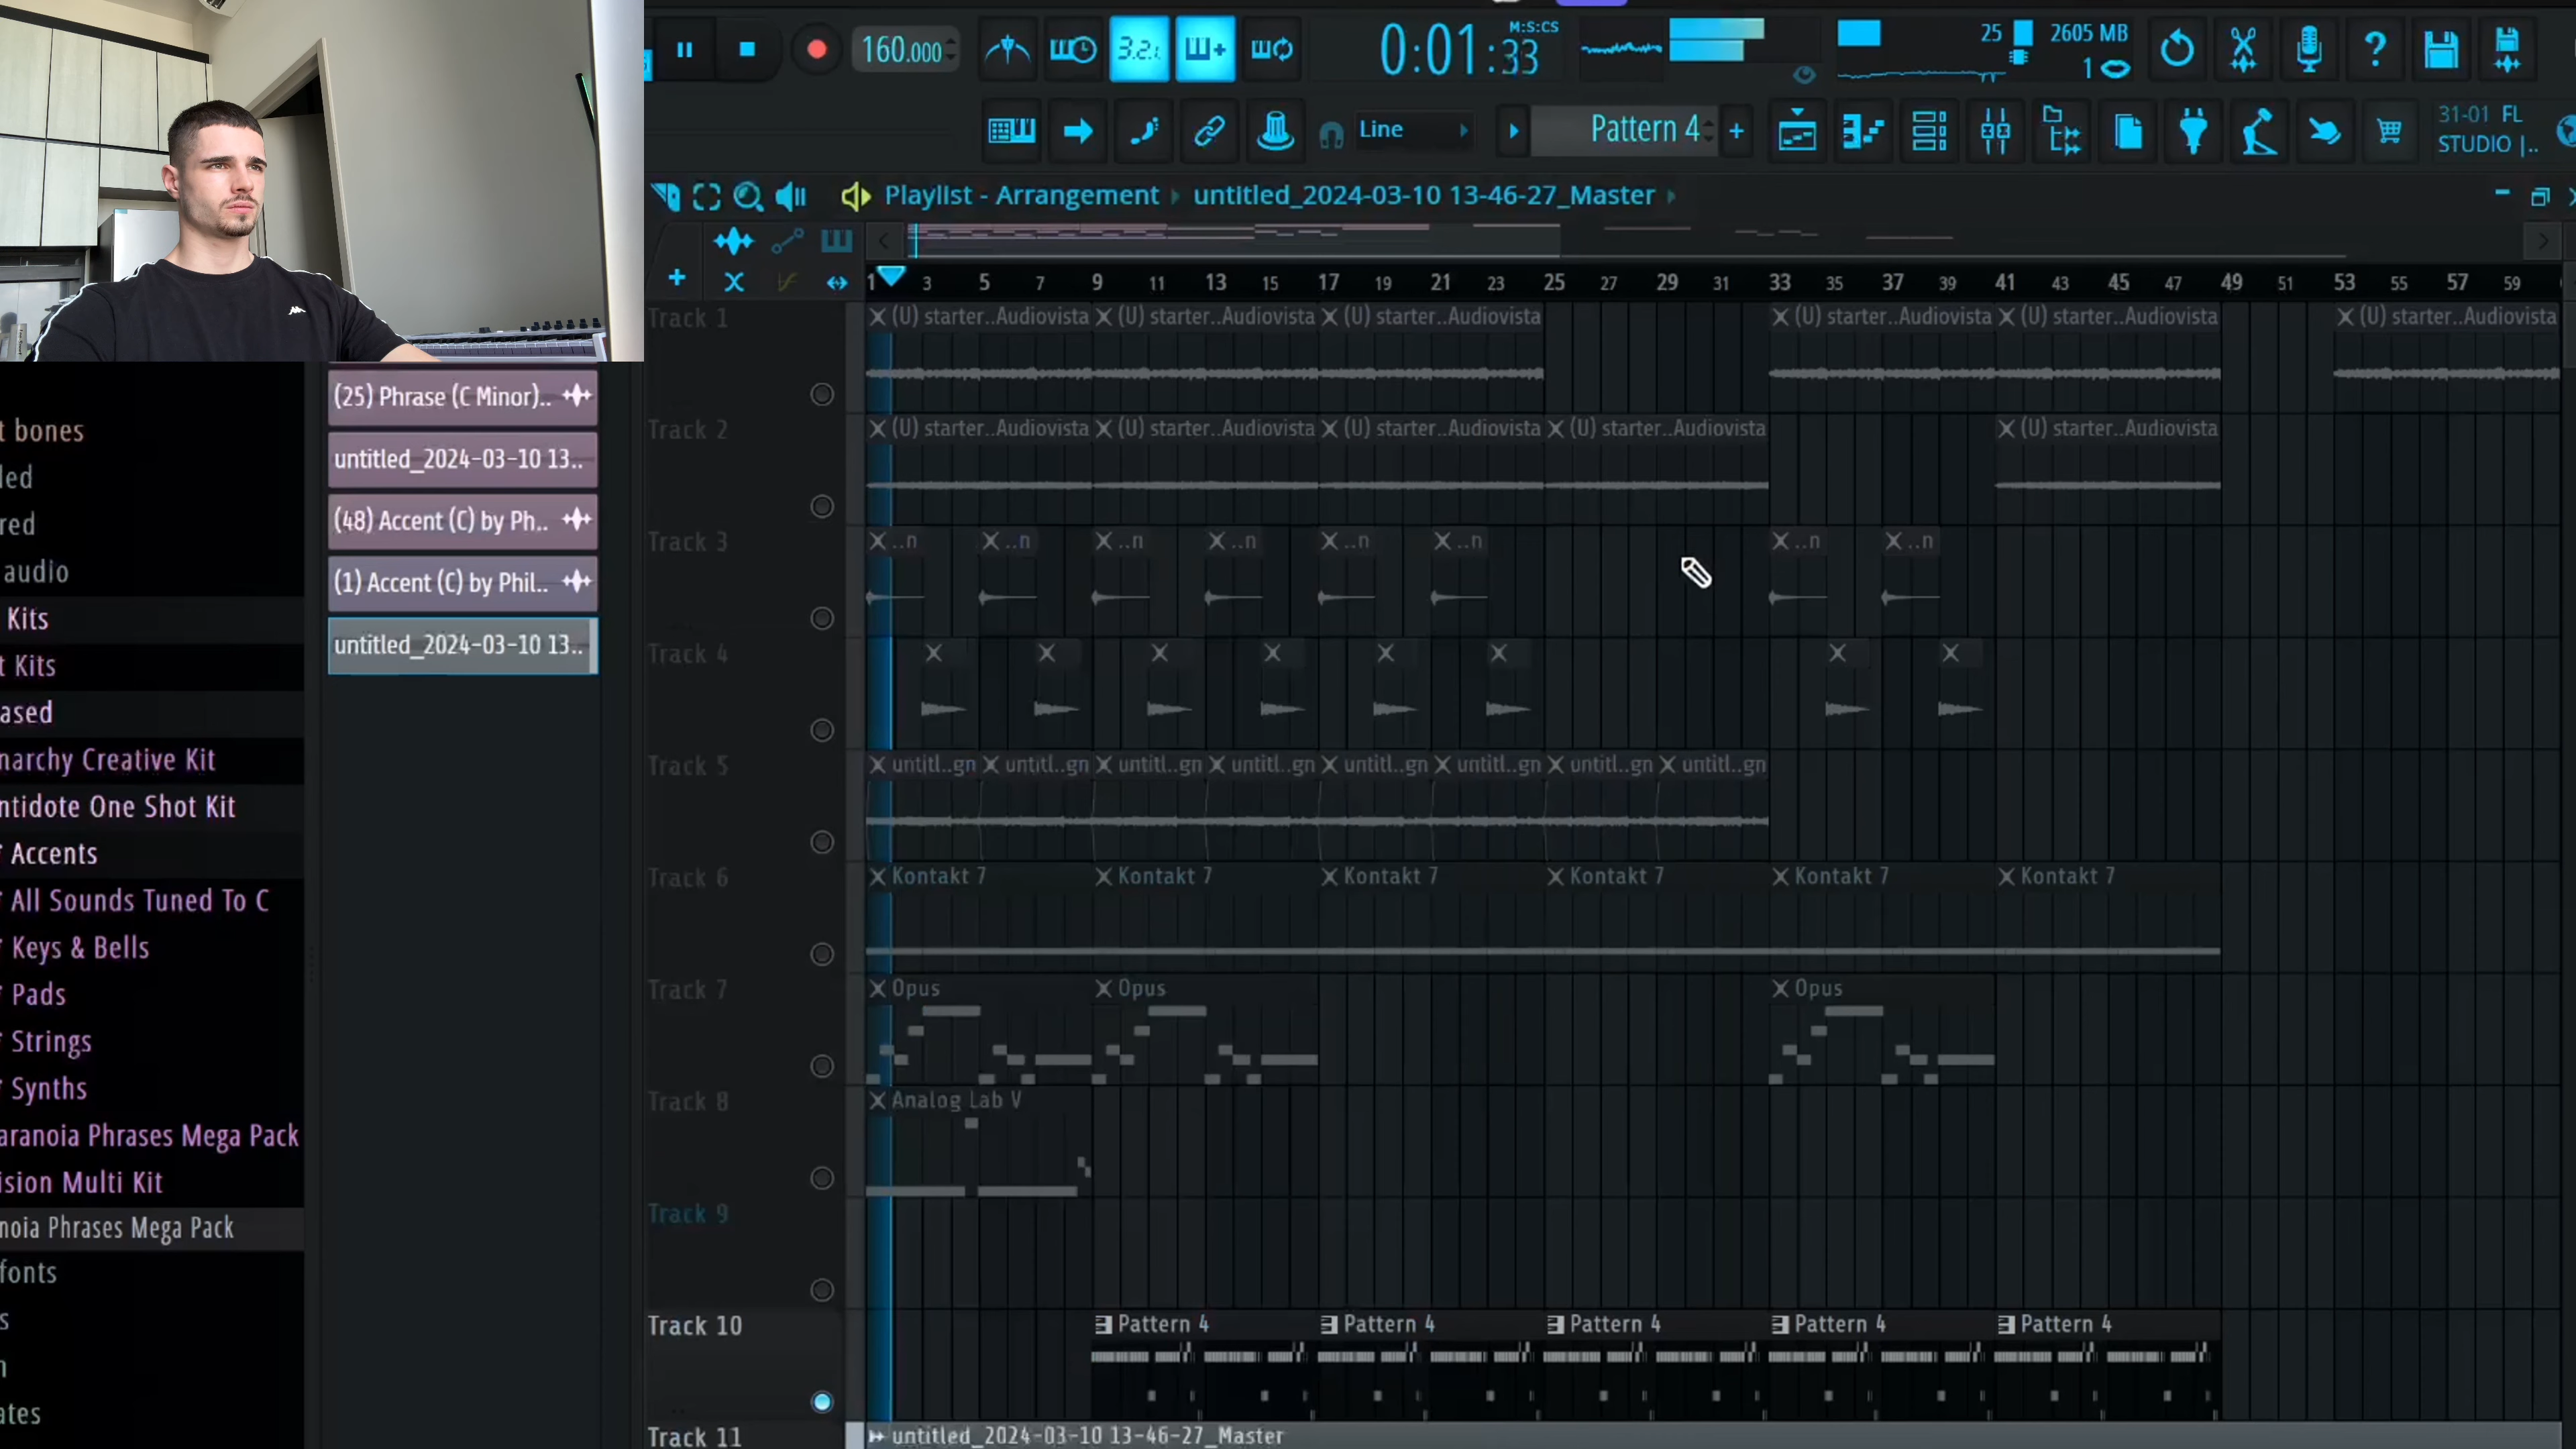 160.000
3.2.
0:01:33
M:S:CS
25
2605 MB
1
Line
Pattern 4
31-01 FL
STUDIO |..
Playlist - Arrangement
untitled_2024-03-10 13-46-27_Master
1 3 5 7 9 11 13 15 17 19 21 23 25 27 29 31 33 35 37 39 41 43 45 47 49 51 53 55 57 59
Track 1
(U) starter..Audiovista (U) starter..Audiovista (U) starter..Audiovista (U) starter..Audiovista (U) starter..Audiovista (U) starter..Audiovista
Track 2
(U) starter..Audiovista (U) starter..Audiovista (U) starter..Audiovista (U) starter..Audiovista (U) starter..Audiovista
Track 3
..n ..n ..n ..n ..n ..n ..n ..n
Track 4
Track 5
untitl..gn untitl..gn untitl..gn untitl..gn untitl..gn untitl..gn untitl..gn untitl..gn
Track 6
Kontakt 7 Kontakt 7 Kontakt 7 Kontakt 7 Kontakt 7 Kontakt 7
Track 7
Opus Opus Opus
Track 8
Analog Lab V
Track 9
Track 10
Pattern 4 Pattern 4 Pattern 4 Pattern 4 Pattern 4
Track 11
untitled_2024-03-10 13-46-27_Master
(25) Phrase (C Minor)..
untitled_2024-03-10 13..
(48) Accent (C) by Ph..
(1) Accent (C) by Phil..
untitled_2024-03-10 13..
t bones
led
red
audio
Kits
t Kits
ased
narchy Creative Kit
ntidote One Shot Kit
Accents
All Sounds Tuned To C
Keys & Bells
Pads
Strings
Synths
aranoia Phrases Mega Pack
ision Multi Kit
noia Phrases Mega Pack
fonts
s
n
ates